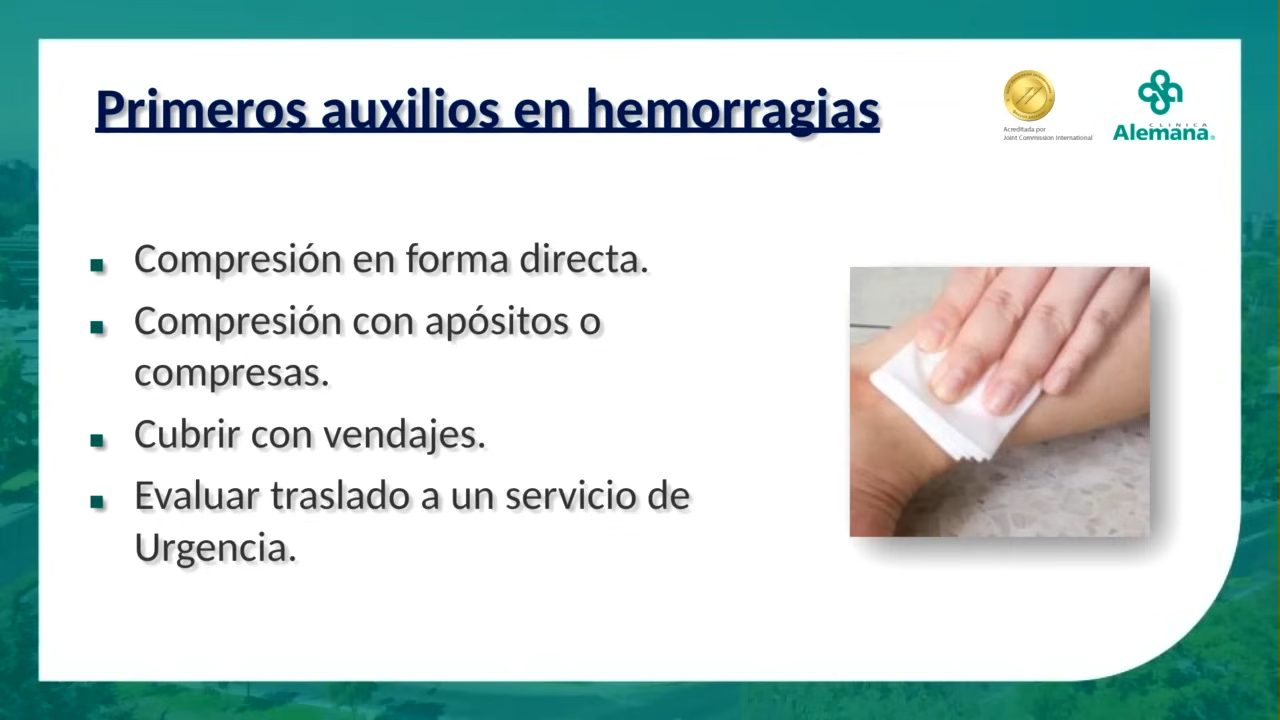 Primeros auxilios en hemorragias
Acreditada por
Joint Commission International
CLINICA
Alemana
Compresión en forma directa.
Compresión con apósitos o
compresas.
Cubrir con vendajes.
Evaluar traslado a un servicio de
Urgencia.